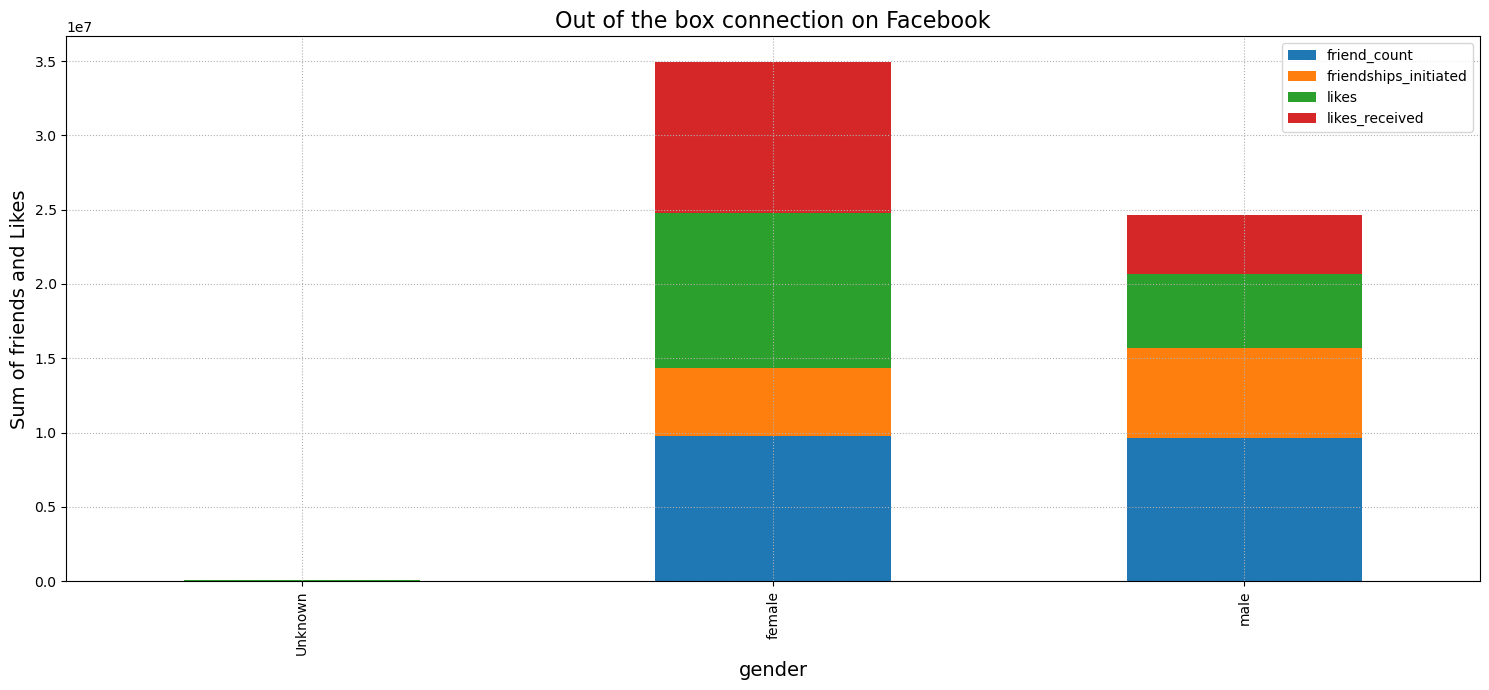 Out of the box connection on Facebook
1e7
friend_count
friendships_initiated
likes
likes_received
3.5
3.0
2.5
2.0
1.5
1.0
0.5
0.0
Sum of friends and Likes
Unknown
female
male
gender